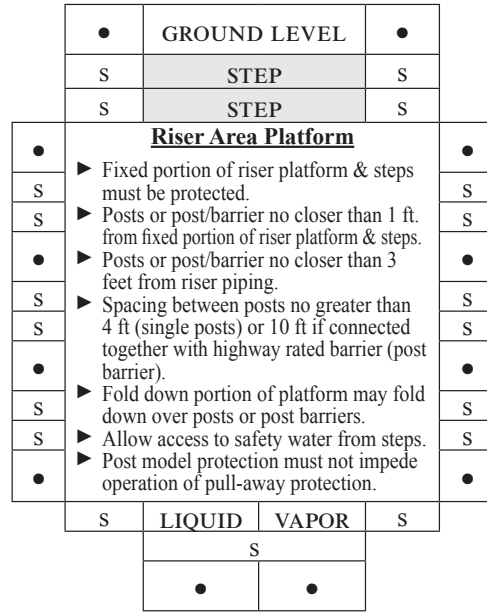 • GROUND LEVEL •
S STEP S
S STEP S
Riser Area Platform
• •
► Fixed portion of riser platform & steps
S must be protected. S
S ► Posts or post/barrier no closer than 1 ft. S
from fixed portion of riser platform & steps.
• ► Posts or post/barrier no closer than 3 •
feet from riser piping.
S ► Spacing between posts no greater than S
S 4 ft (single posts) or 10 ft if connected S
together with highway rated barrier (post
• barrier). •
► Fold down portion of platform may fold
S down over posts or post barriers. S
S ► Allow access to safety water from steps. S
► Post model protection must not impede
• operation of pull-away protection. •
S LIQUID VAPOR S
S
• •